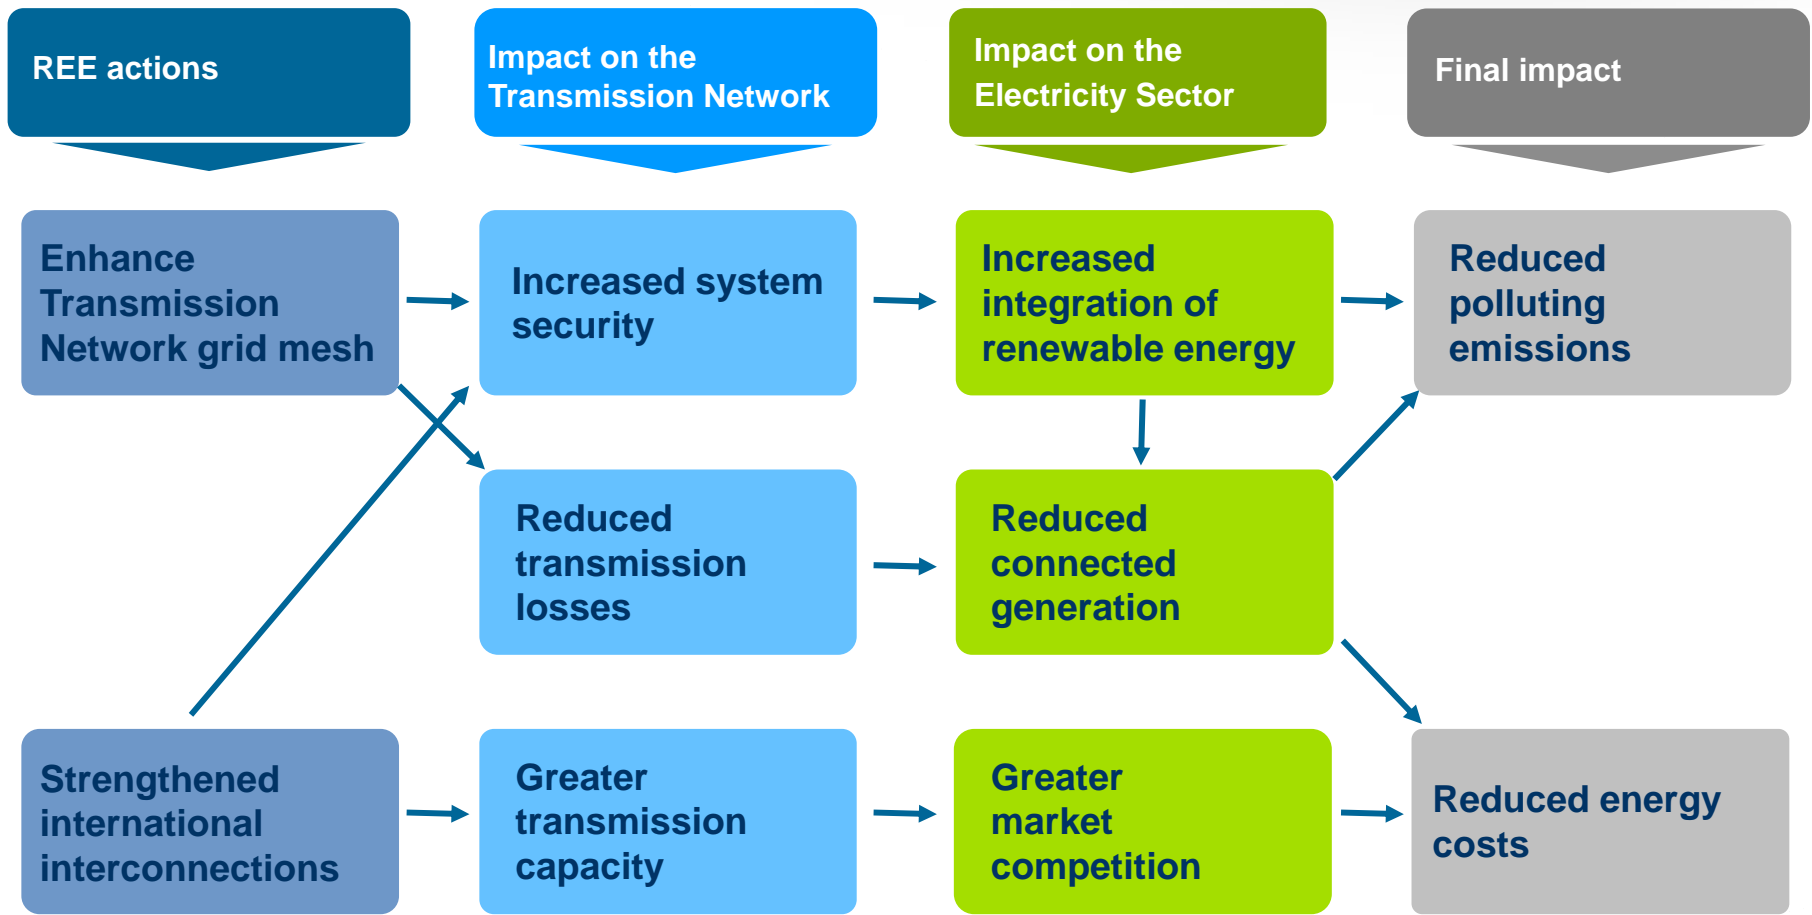 REE actions
Impact on the
Transmission Network
Impact on the
Electricity Sector
Final impact
Enhance
Transmission
Network grid mesh
Increased system
security
Increased
integration of
renewable energy
Reduced
polluting
emissions
Reduced
transmission
losses
Reduced
connected
generation
Strengthened
international
interconnections
Greater
transmission
capacity
Greater
market
competition
Reduced energy
costs